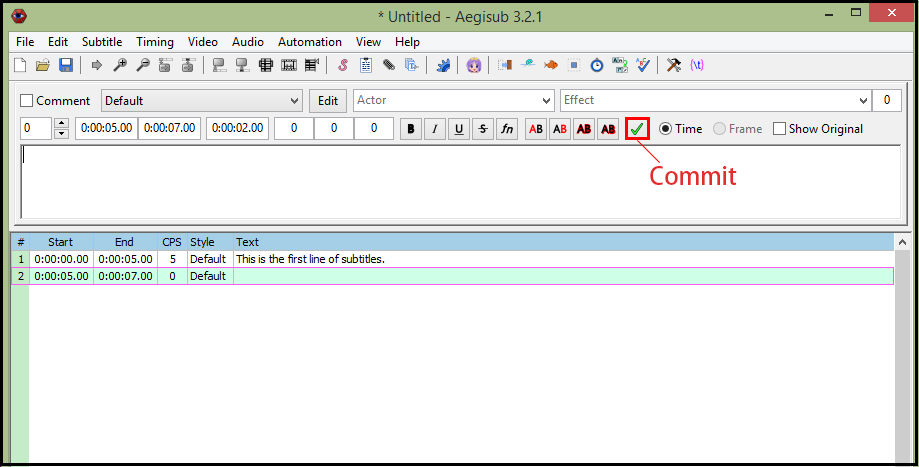 * Untitled - Aegisub 3.2.1
File Edit Subtitle Timing Video Audio Automation View Help
Comment Default Edit Actor Effect 0
0 0:00:05.00 0:00:07.00 0:00:02.00 0 0 0 B I U S fn AB AB AB AB Time Frame Show Original
Commit
# Start End CPS Style Text
1 0:00:00.00 0:00:05.00 5 Default This is the first line of subtitles.
2 0:00:05.00 0:00:07.00 0 Default